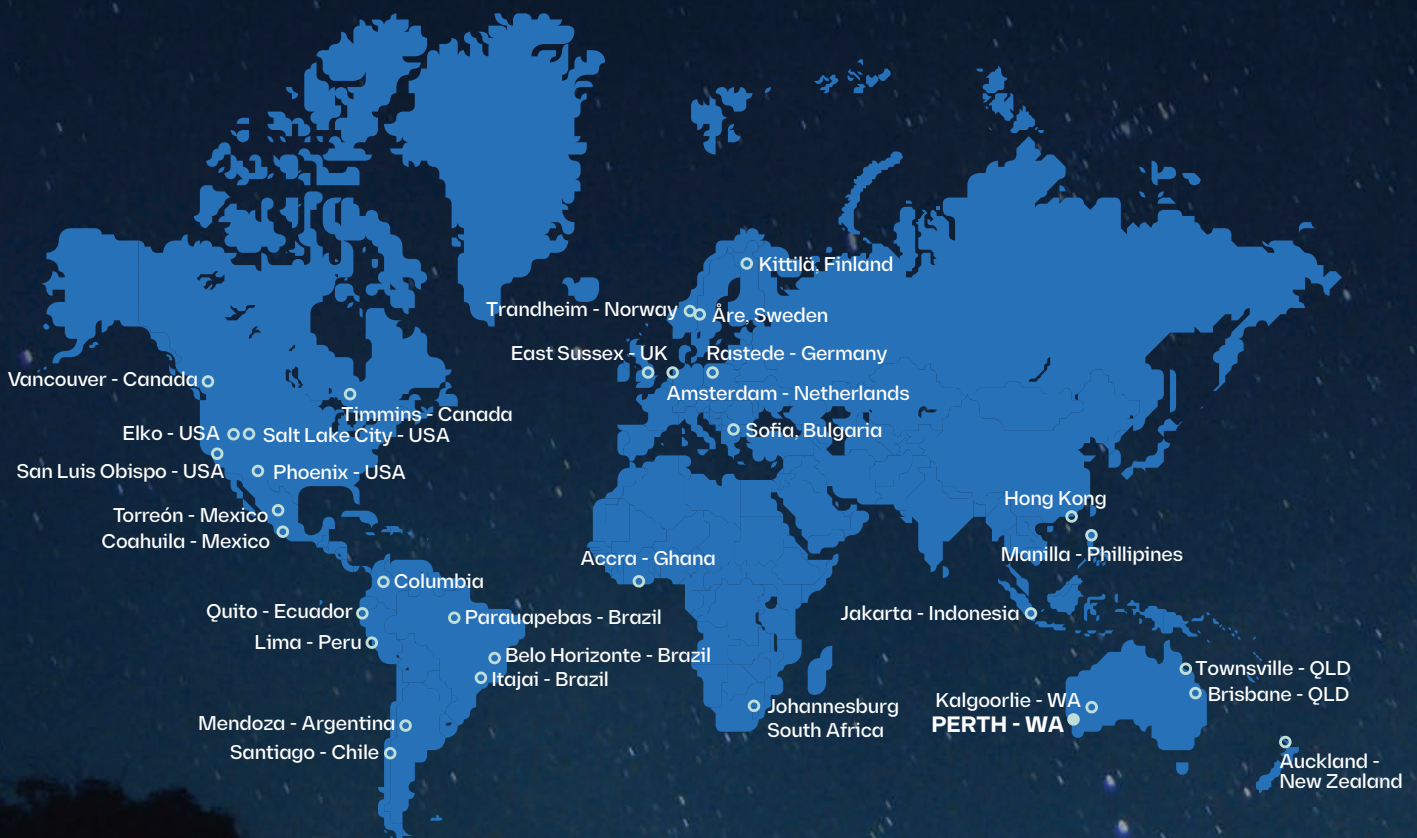 Kittilä, Finland
Trandheim - Norway
Åre, Sweden
East Sussex - UK
Rastede - Germany
Vancouver - Canada
Amsterdam - Netherlands
Timmins - Canada
Elko - USA
Salt Lake City - USA
Sofia, Bulgaria
San Luis Obispo - USA
Phoenix - USA
Hong Kong
Torreón - Mexico
Coahuila - Mexico
Manilla - Phillipines
Accra - Ghana
Columbia
Quito - Ecuador
Parauapebas - Brazil
Jakarta - Indonesia
Lima - Peru
Belo Horizonte - Brazil
Itajai - Brazil
Townsville - QLD
Brisbane - QLD
Kalgoorlie - WA
PERTH - WA
Johannesburg
South Africa
Mendoza - Argentina
Santiago - Chile
Auckland -
New Zealand